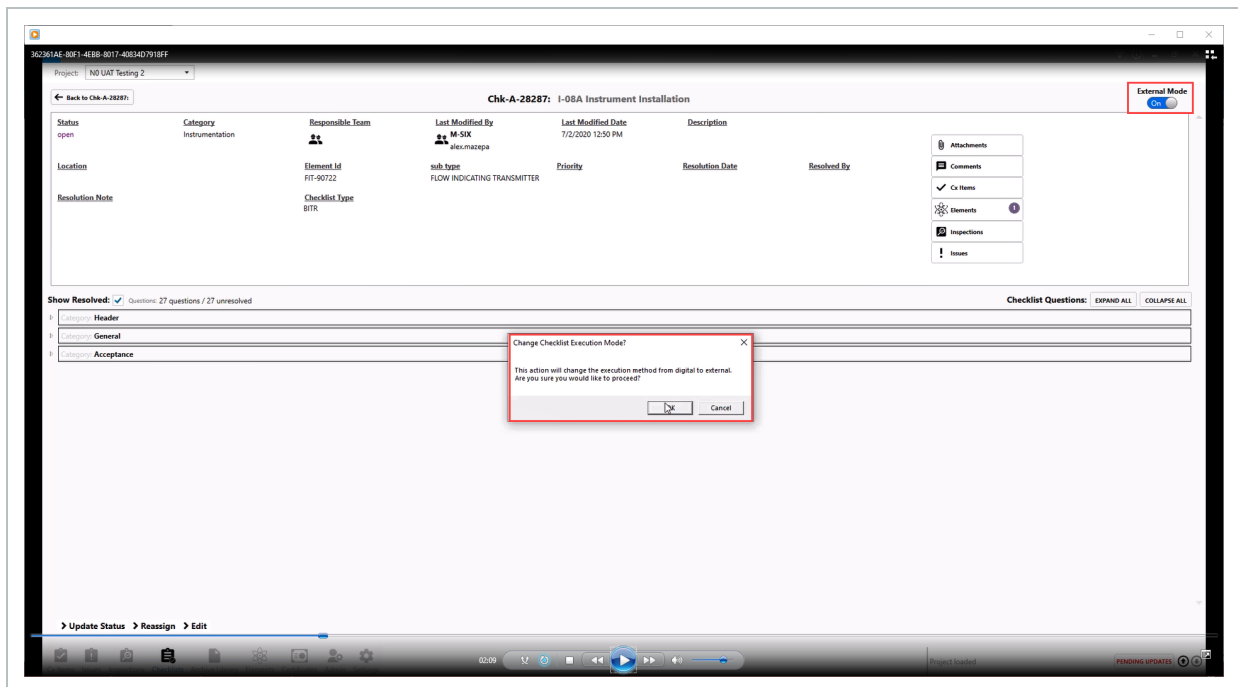 362361AE-80F1-4EBB-8017-40834D7918FF
Project: N0 UAT Testing 2
Back to Chk-A-28287:
Chk-A-28287: I-08A Instrument Installation
External Mode
On
Status Category Responsible Team Last Modified By Last Modified Date Description
open Instrumentation M-SIX 7/2/2020 12:50 PM
alex.mazepa
Attachments
Location Element Id sub type Priority Resolution Date Resolved By
Comments
FIT-90722 FLOW INDICATING TRANSMITTER
Cx Items
Resolution Note Checklist Type
BITR
Elements 1
Inspections
Issues
Show Resolved: Questions: 27 questions / 27 unresolved Checklist Questions: EXPAND ALL COLLAPSE ALL
Category: Header
Category: General
Category: Acceptance
Change Checklist Execution Mode?
This action will change the execution method from digital to external.
Are you sure you would like to proceed?
OK Cancel
Update Status Reassign Edit
02:09
Project loaded
PENDING UPDATES